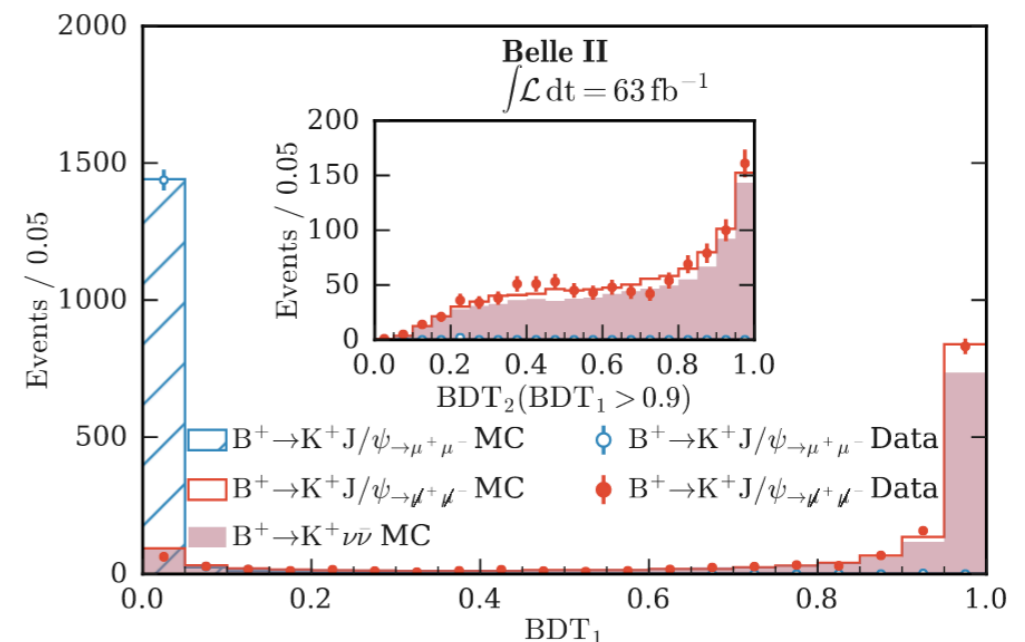 2000
Belle II
∫ℒ dt = 63 fb⁻¹
200
1500
150
Events / 0.05
100
Events / 0.05
50
1000
0
0.0 0.2 0.4 0.6 0.8 1.0
BDT₂(BDT₁ > 0.9)
B⁺→K⁺J/ψ→μ⁺μ⁻ MC
B⁺→K⁺J/ψ→μ⁺μ⁻ Data
500
B⁺→K⁺J/ψ→μ̸⁺μ̸⁻ MC
B⁺→K⁺J/ψ→μ̸⁺μ̸⁻ Data
B⁺→K⁺νν̄ MC
0
0.0 0.2 0.4 0.6 0.8 1.0
BDT₁